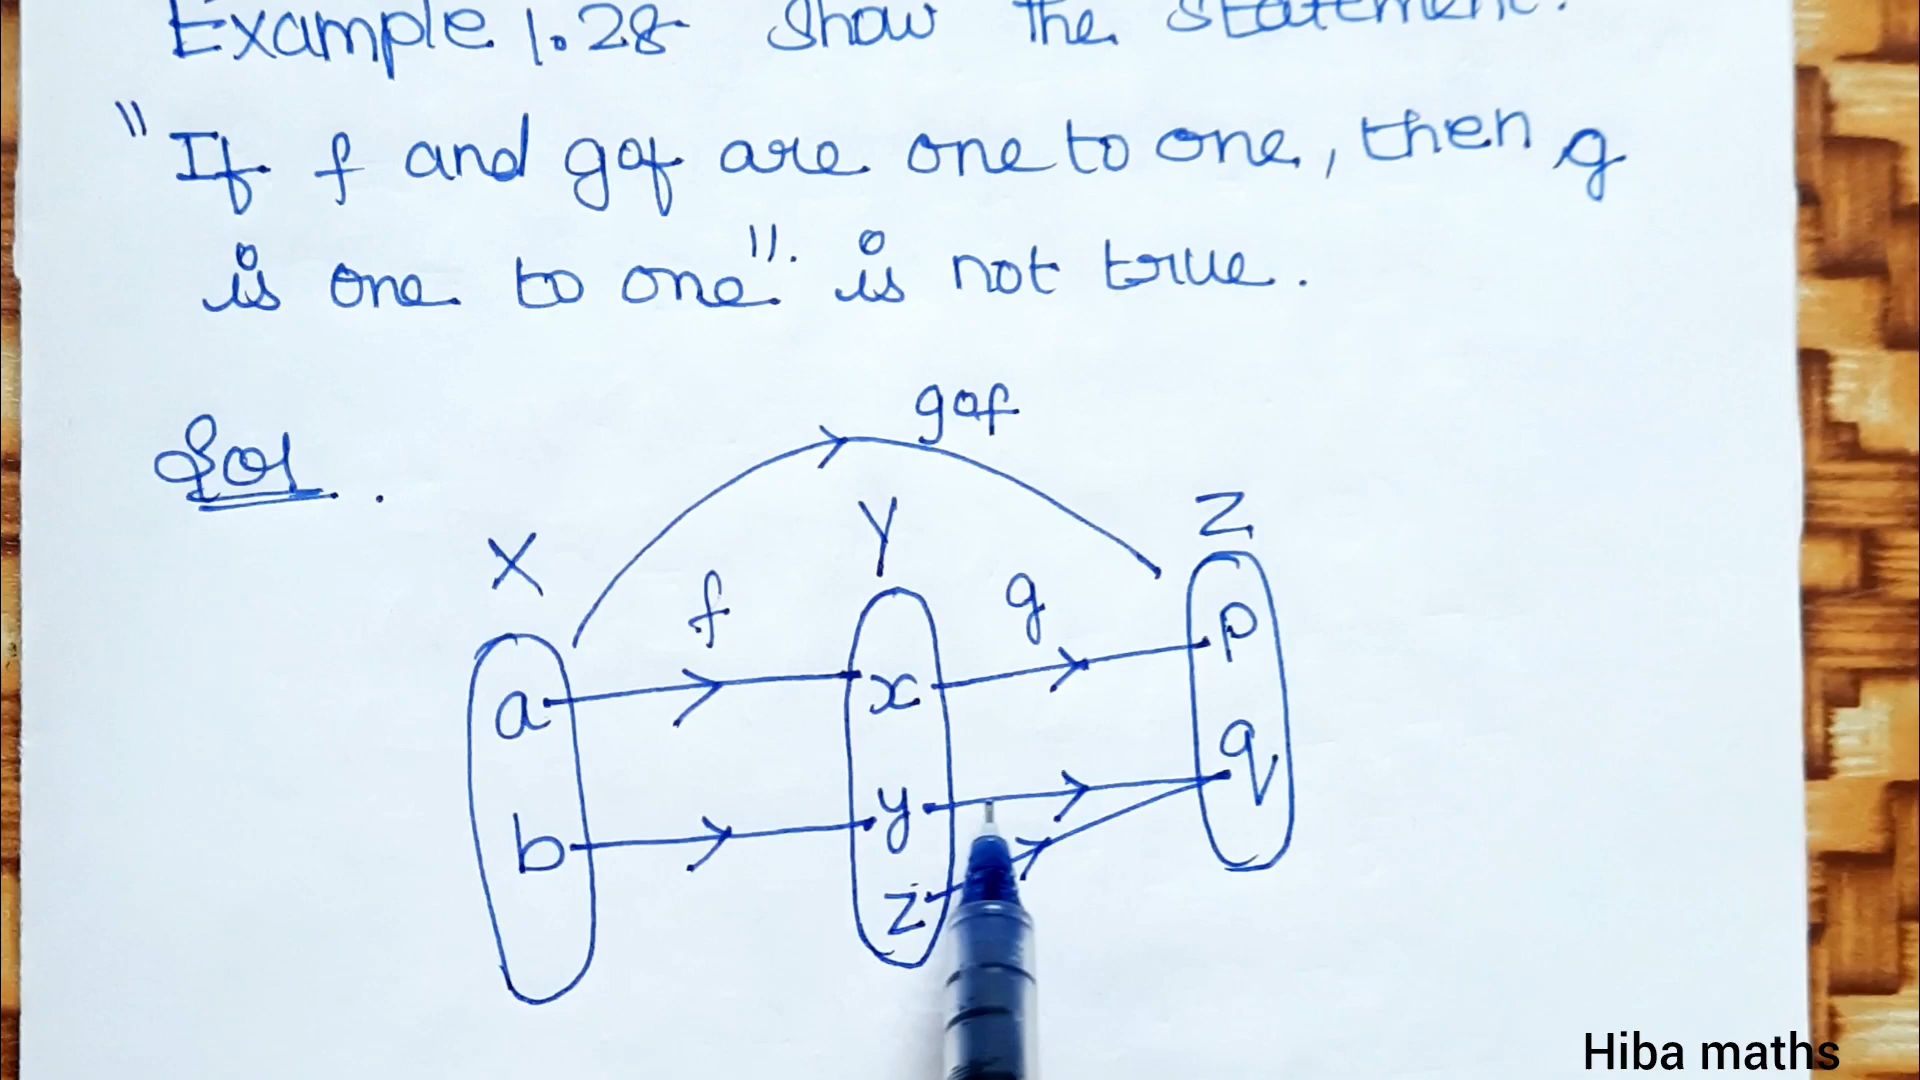 Example 1.28 Show the statement.
"If f and gof are one to one, then g
is one to one". is not true.
Sol.
gof
X
f
Y
g
Z
a
b
x
y
z
p
q
Hiba maths